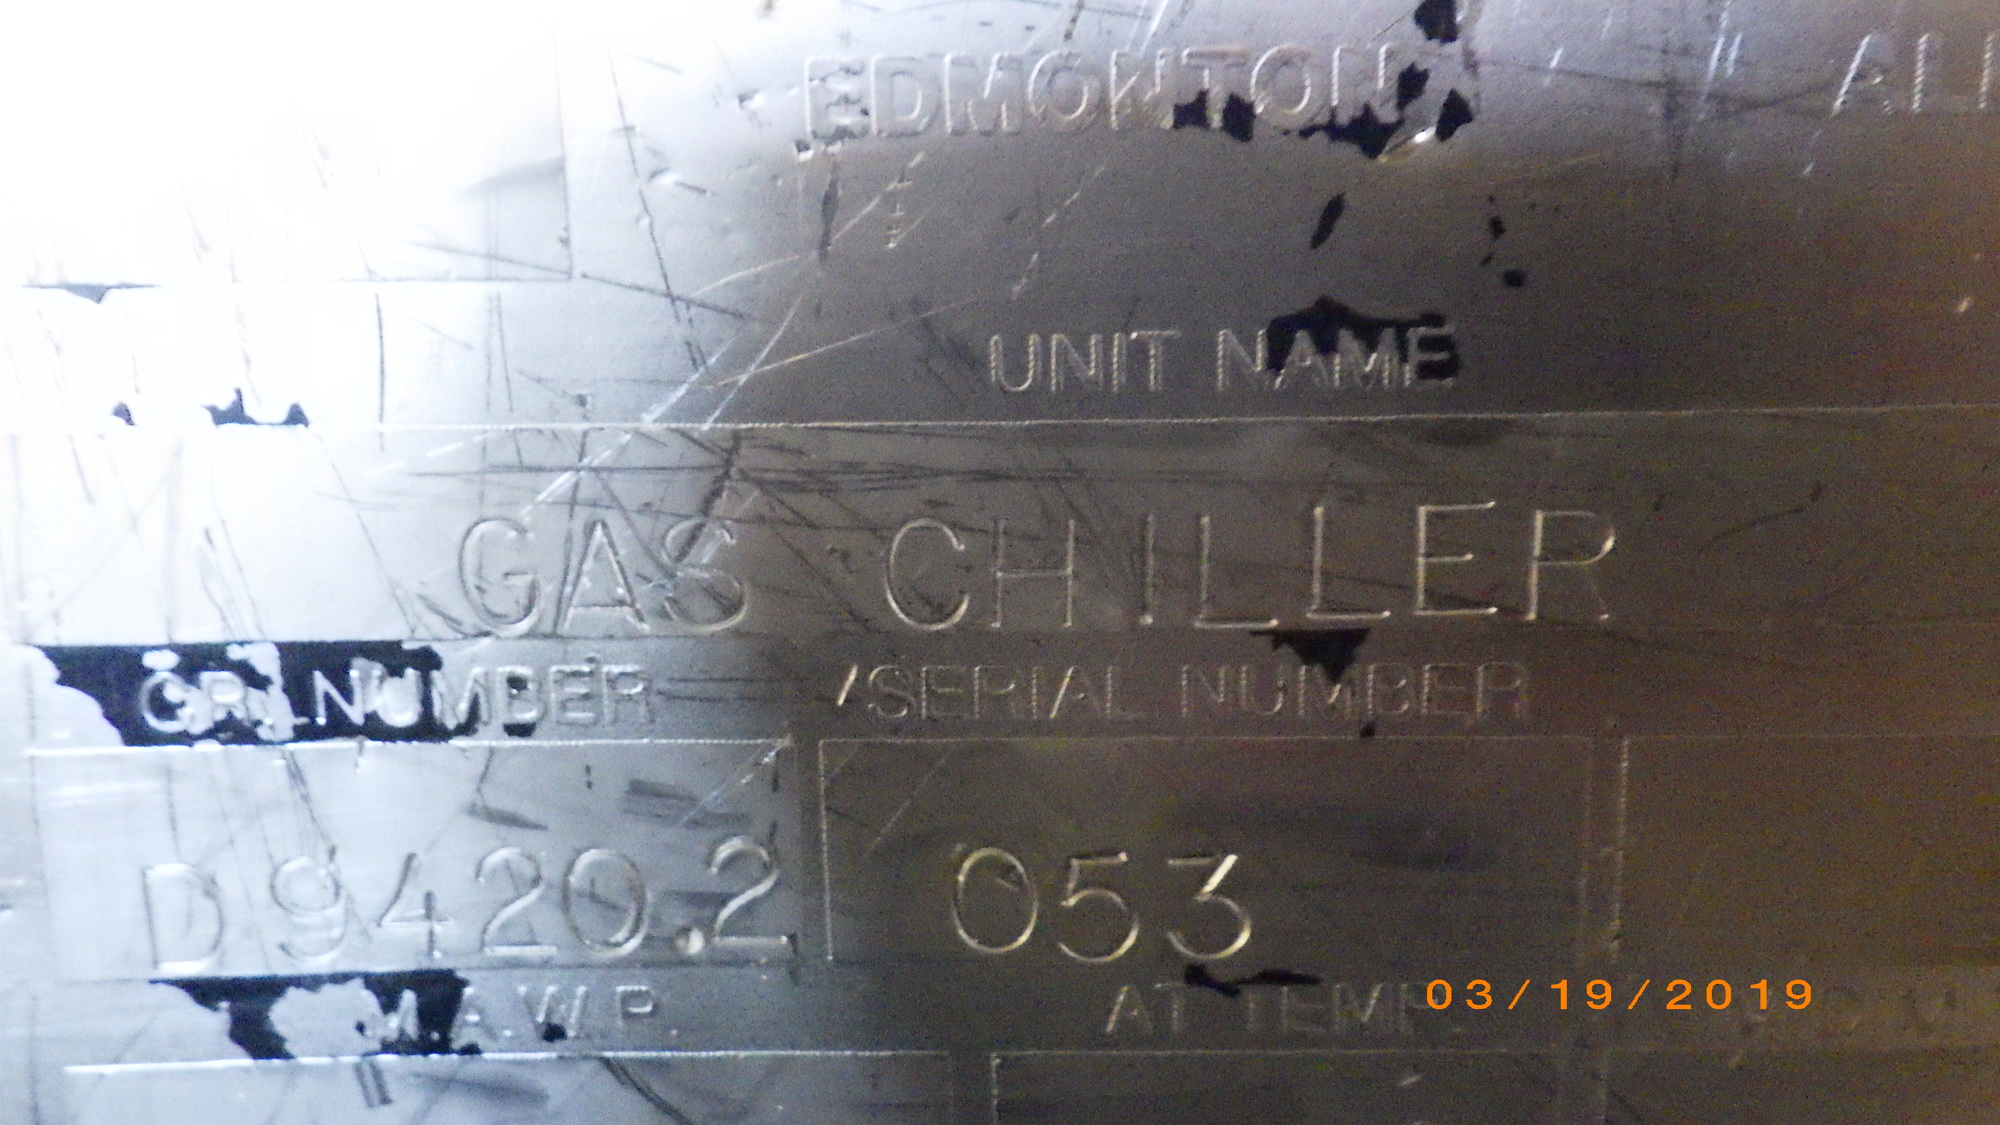 EDMONTON
UNIT NAME
GAS CHILLER
CR.NUMBER /SERIAL NUMBER
D9420.2 053
M.A.W.P. AT TEMP.
03/19/2019